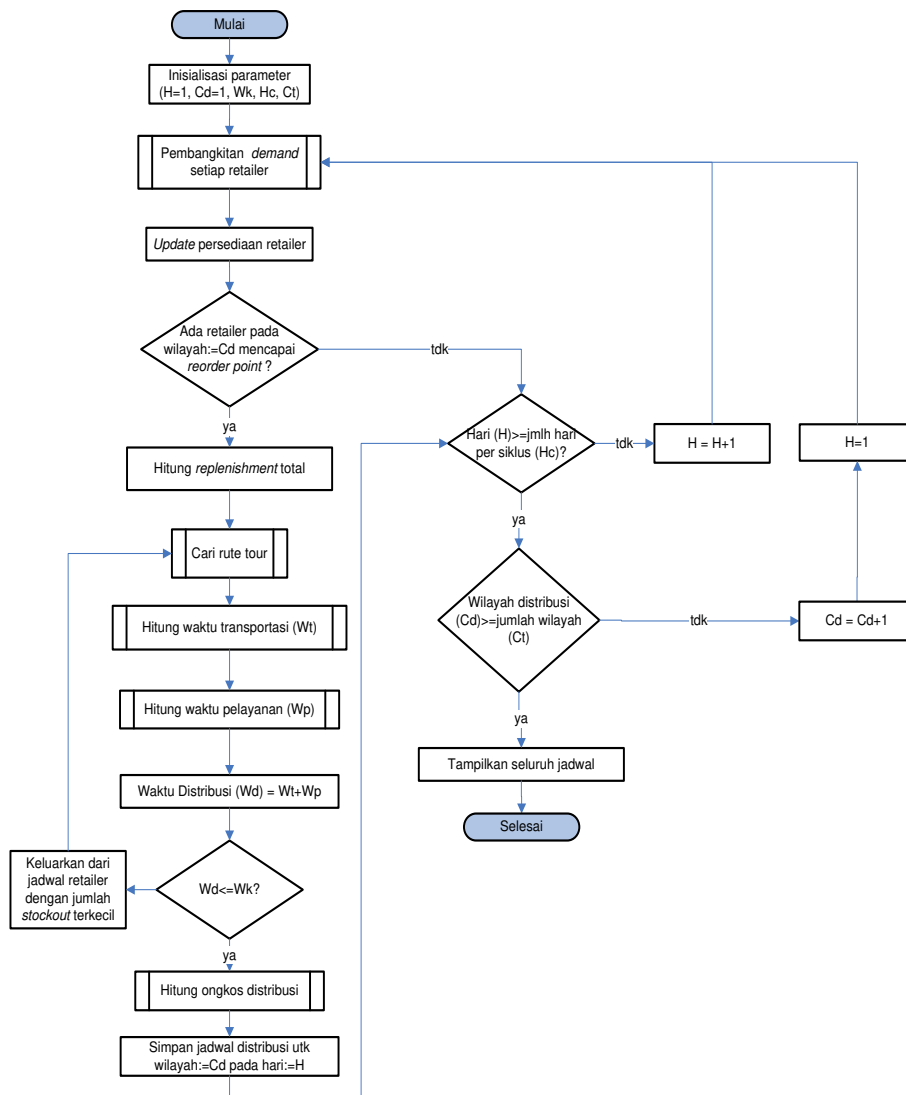 Mulai
Inisialisasi parameter
(H=1, Cd=1, Wk, Hc, Ct)
Pembangkitan demand
setiap retailer
Update persediaan retailer
Ada retailer pada
wilayah:=Cd mencapai
reorder point ?
tdk
ya
Hitung replenishment total
Cari rute tour
Hitung waktu transportasi (Wt)
Hitung waktu pelayanan (Wp)
Waktu Distribusi (Wd) = Wt+Wp
Wd<=Wk?
Keluarkan dari
jadwal retailer
dengan jumlah
stockout terkecil
ya
Hitung ongkos distribusi
Simpan jadwal distribusi utk
wilayah:=Cd pada hari:=H
Hari (H)>=jmlh hari
per siklus (Hc)?
tdk
H = H+1
H=1
ya
Wilayah distribusi
(Cd)>=jumlah wilayah
(Ct)
tdk
Cd = Cd+1
ya
Tampilkan seluruh jadwal
Selesai